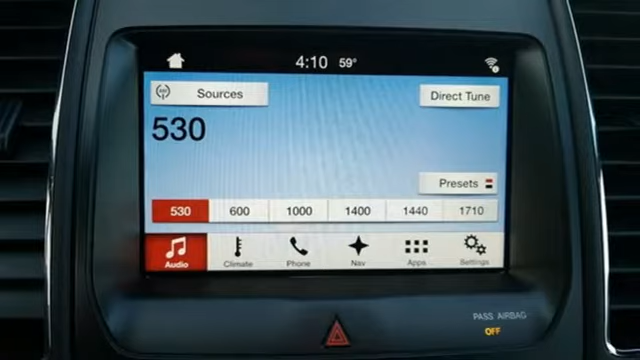 4:10 59°
AM Sources
Direct Tune
530
Presets
530 600 1000 1400 1440 1710
Audio Climate Phone Nav Apps Settings
PASS AIRBAG
OFF